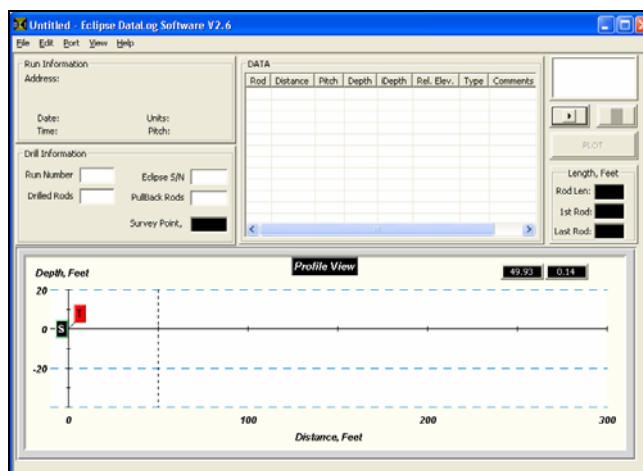 Untitled - Eclipse DataLog Software V2.6
File Edit Port View Help
Run Information
Address:
Date: Units:
Time: Pitch:
Drill Information
Run Number Eclipse S/N
Drilled Rods PullBack Rods
Survey Point,
DATA
Rod Distance Pitch Depth iDepth Rel. Elev. Type Comments
PLOT
Length, Feet
Rod Len:
1st Rod:
Last Rod:
Profile View
49.93 0.14
Depth, Feet
20
T
0 S
-20
0 100 200 300
Distance, Feet